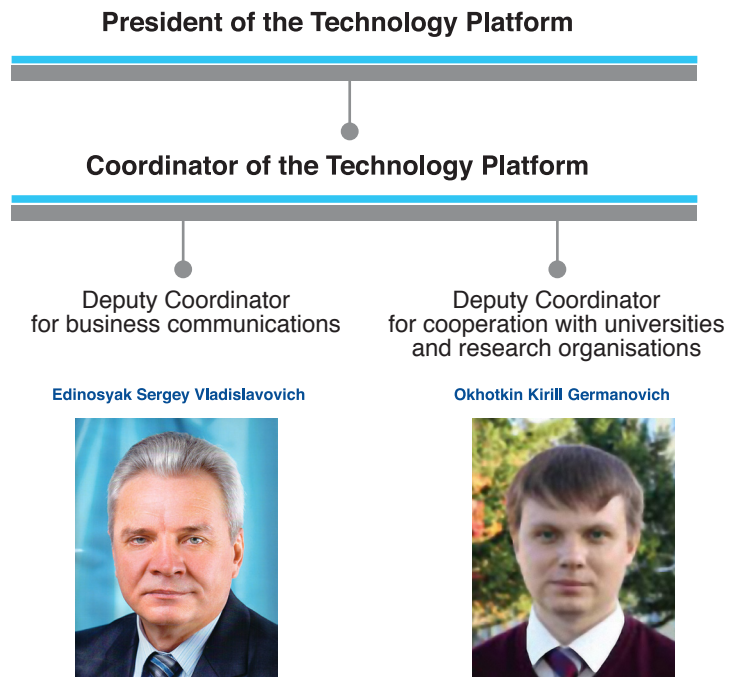 President of the Technology Platform
Coordinator of the Technology Platform
Deputy Coordinator
for business communications
Deputy Coordinator
for cooperation with universities
and research organisations
Edinosyak Sergey Vladislavovich
Okhotkin Kirill Germanovich